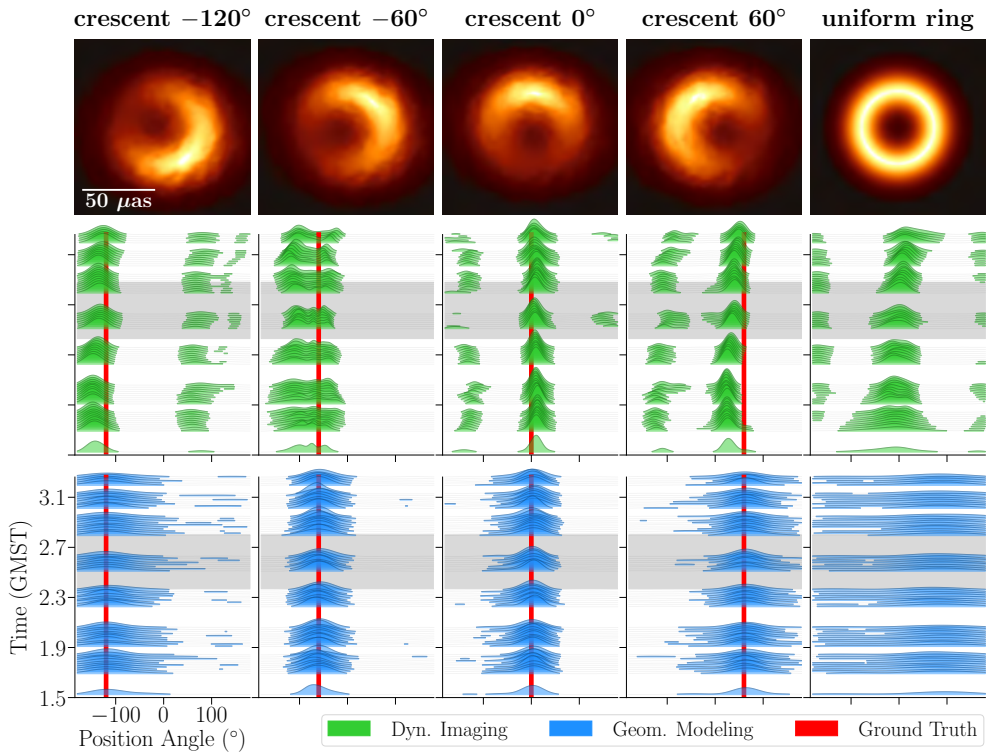 crescent −120° crescent −60° crescent 0° crescent 60° uniform ring
50 μas
3.1
2.7
2.3
1.9
1.5
Time (GMST)
−100 0 100
Position Angle (°)
Dyn. Imaging Geom. Modeling Ground Truth